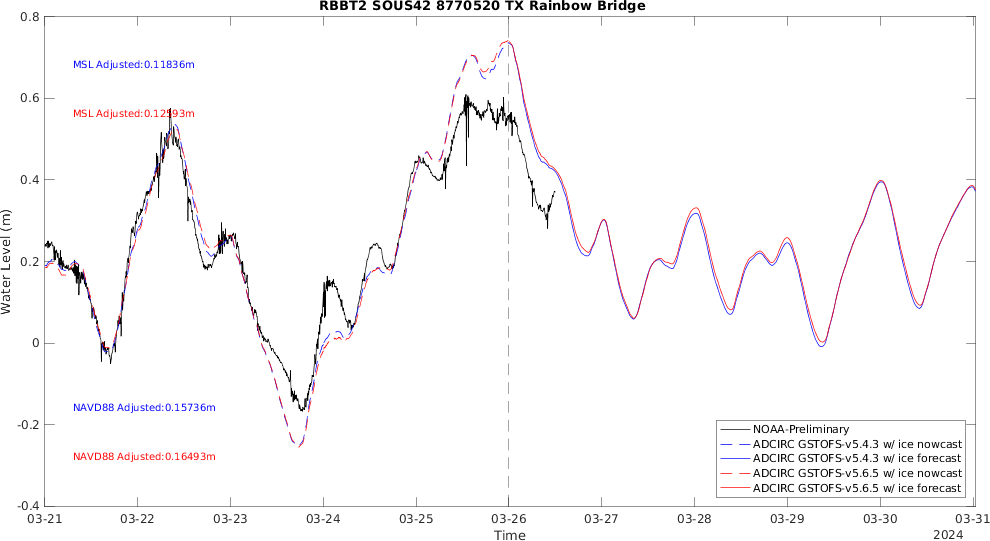 RBBT2 SOUS42 8770520 TX Rainbow Bridge
0.8
0.6
0.4
0.2
0
-0.2
-0.4
Water Level (m)
MSL Adjusted:0.11836m
MSL Adjusted:0.12593m
NAVD88 Adjusted:0.15736m
NAVD88 Adjusted:0.16493m
NOAA-Preliminary
ADCIRC GSTOFS-v5.4.3 w/ ice nowcast
ADCIRC GSTOFS-v5.4.3 w/ ice forecast
ADCIRC GSTOFS-v5.6.5 w/ ice nowcast
ADCIRC GSTOFS-v5.6.5 w/ ice forecast
03-21 03-22 03-23 03-24 03-25 03-26 03-27 03-28 03-29 03-30 03-31
Time
2024